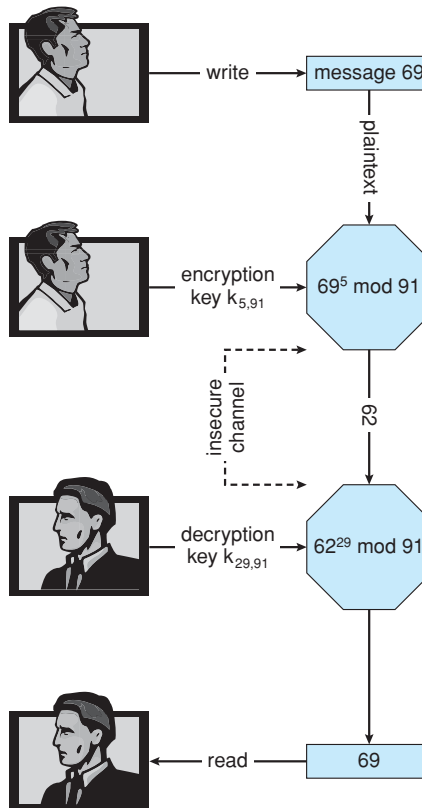 write
message 69
plaintext
encryption
key k5,91
69⁵ mod 91
insecure
channel
62
decryption
key k29,91
62²⁹ mod 91
read
69